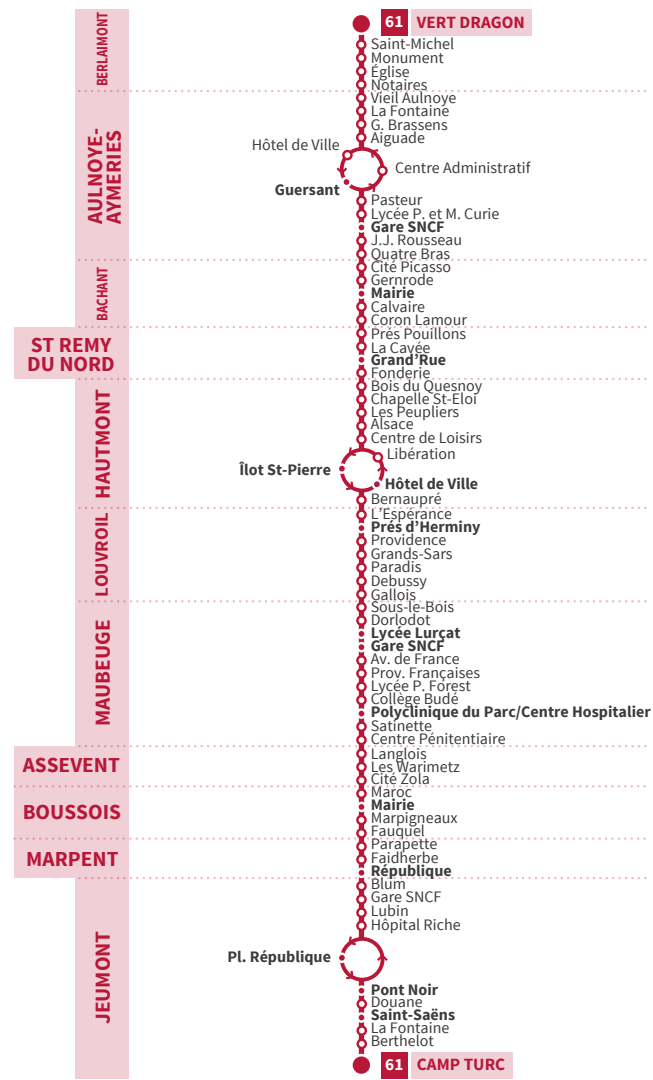 61 VERT DRAGON
BERLAIMONT
Saint-Michel
Monument
Église
Notaires
AULNOYE-
AYMERIES
Vieil Aulnoye
La Fontaine
G. Brassens
Aiguade
Hôtel de Ville
Centre Administratif
Guersant
Pasteur
Lycée P. et M. Curie
Gare SNCF
J.J. Rousseau
Quatre Bras
BACHANT
Cité Picasso
Gernrode
Mairie
Calvaire
Coron Lamour
ST REMY
DU NORD
Prés Pouillons
La Cavée
Grand'Rue
Fonderie
HAUTMONT
Bois du Quesnoy
Chapelle St-Eloi
Les Peupliers
Alsace
Centre de Loisirs
Libération
Îlot St-Pierre
Hôtel de Ville
Bernaupré
LOUVROIL
L'Espérance
Prés d'Herminy
Providence
Grands-Sars
Paradis
Debussy
Gallois
MAUBEUGE
Sous-le-Bois
Dorlodot
Lycée Lurçat
Gare SNCF
Av. de France
Prov. Françaises
Lycée P. Forest
Collège Budé
Polyclinique du Parc/Centre Hospitalier
Satinette
Centre Pénitentiaire
ASSEVENT
Langlois
Les Warimetz
Cité Zola
BOUSSOIS
Maroc
Mairie
Marpigneaux
Fauquel
MARPENT
Parapette
Faidherbe
République
JEUMONT
Blum
Gare SNCF
Lubin
Hôpital Riche
Pl. République
Pont Noir
Douane
Saint-Saëns
La Fontaine
Berthelot
61 CAMP TURC